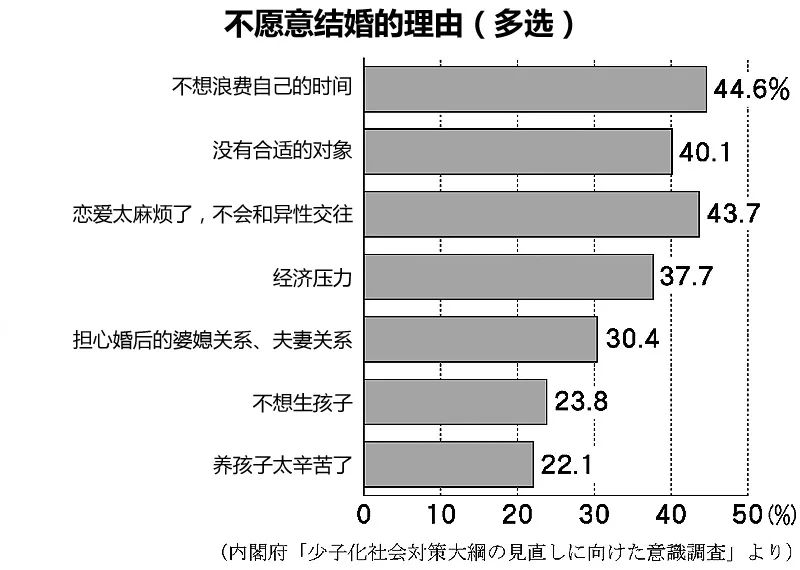 不愿意结婚的理由（多选）
不想浪费自己的时间 44.6%
没有合适的对象 40.1
恋爱太麻烦了，不会和异性交往 43.7
经济压力 37.7
担心婚后的婆媳关系、夫妻关系 30.4
不想生孩子 23.8
养孩子太辛苦了 22.1
0 10 20 30 40 50 (%)
（内閣府「少子化社会対策大綱の見直しに向けた意識調査」より）